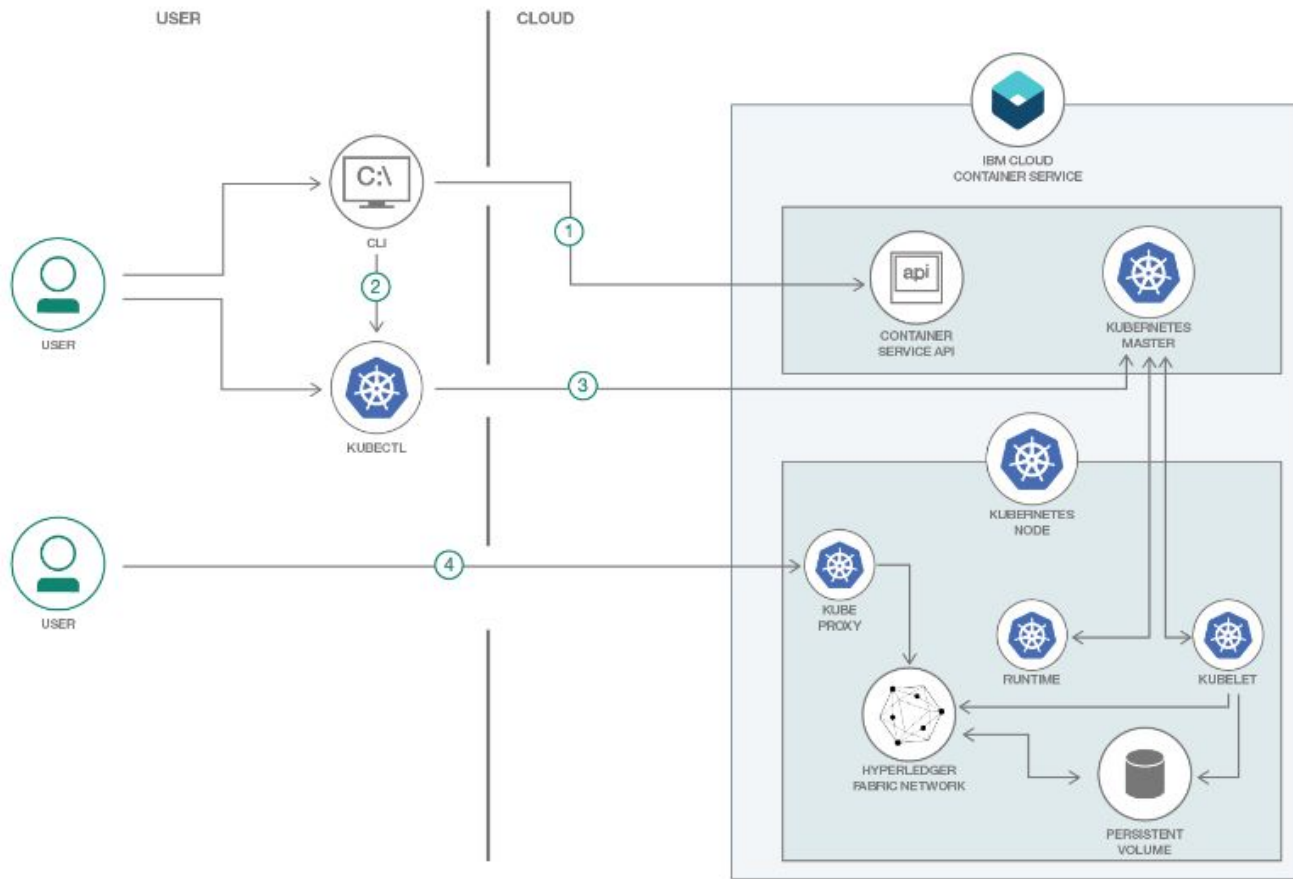 USER
CLOUD
IBM CLOUD
CONTAINER SERVICE
C:\
CLI
1
api
CONTAINER
SERVICE API
KUBERNETES
MASTER
2
USER
KUBECTL
3
KUBERNETES
NODE
USER
4
KUBE
PROXY
RUNTIME
KUBELET
HYPERLEDGER
FABRIC NETWORK
PERSISTENT
VOLUME